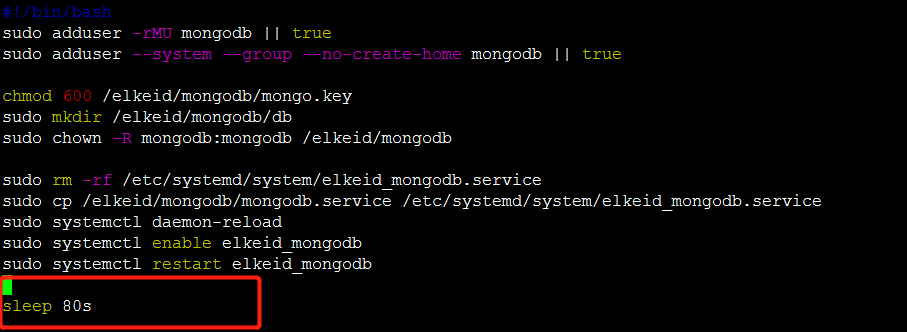 #!/bin/bash
sudo adduser -rMU mongodb || true
sudo adduser --system --group --no-create-home mongodb || true
chmod 600 /elkeid/mongodb/mongo.key
sudo mkdir /elkeid/mongodb/db
sudo chown -R mongodb:mongodb /elkeid/mongodb
sudo rm -rf /etc/systemd/system/elkeid_mongodb.service
sudo cp /elkeid/mongodb/mongodb.service /etc/systemd/system/elkeid_mongodb.service
sudo systemctl daemon-reload
sudo systemctl enable elkeid_mongodb
sudo systemctl restart elkeid_mongodb
sleep 80s